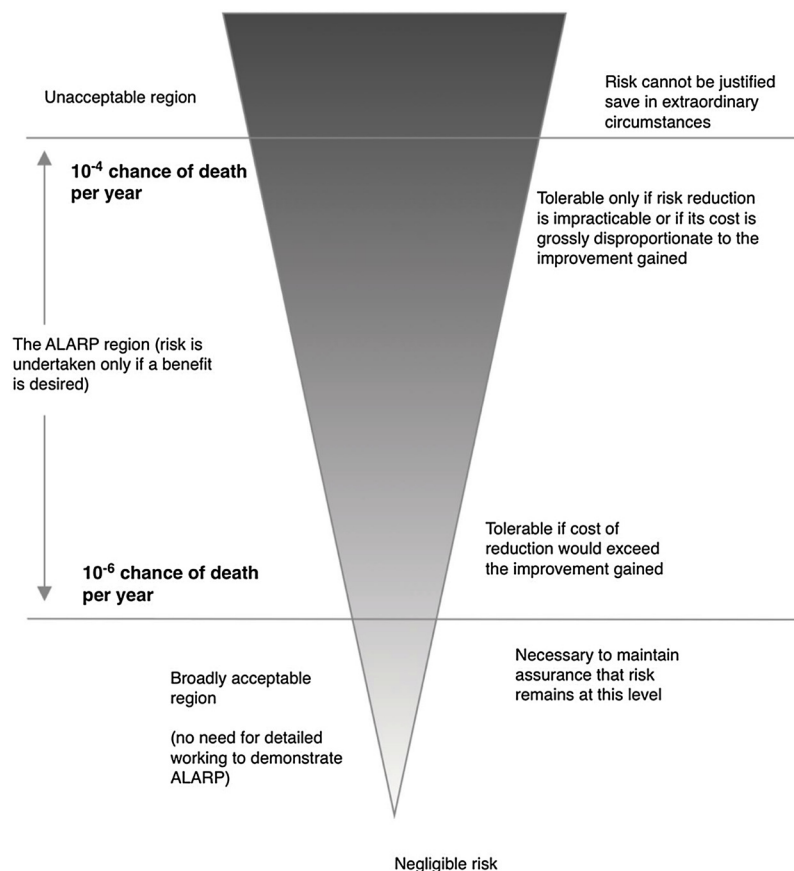 Unacceptable region
Risk cannot be justified
save in extraordinary
circumstances
10-4 chance of death
per year
Tolerable only if risk reduction
is impracticable or if its cost is
grossly disproportionate to the
improvement gained
The ALARP region (risk is
undertaken only if a benefit
is desired)
Tolerable if cost of
reduction would exceed
the improvement gained
10-6 chance of death
per year
Necessary to maintain
assurance that risk
remains at this level
Broadly acceptable
region
(no need for detailed
working to demonstrate
ALARP)
Negligible risk